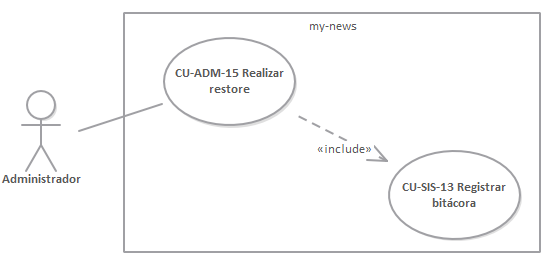 my-news
CU-ADM-15 Realizar
restore
«include»
CU-SIS-13 Registrar
bitácora
Administrador